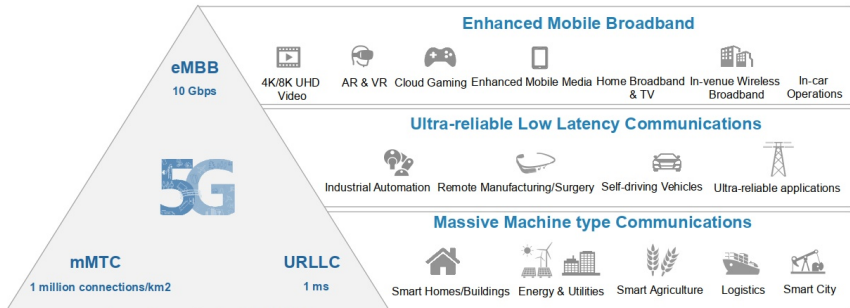 Enhanced Mobile Broadband
eMBB
10 Gbps
4K/8K UHD
Video
AR & VR
Cloud Gaming
Enhanced Mobile Media
Home Broadband
& TV
In-venue Wireless
Broadband
In-car
Operations
Ultra-reliable Low Latency Communications
5G
Industrial Automation
Remote Manufacturing/Surgery
Self-driving Vehicles
Ultra-reliable applications
Massive Machine type Communications
mMTC
1 million connections/km2
URLLC
1 ms
Smart Homes/Buildings
Energy & Utilities
Smart Agriculture
Logistics
Smart City